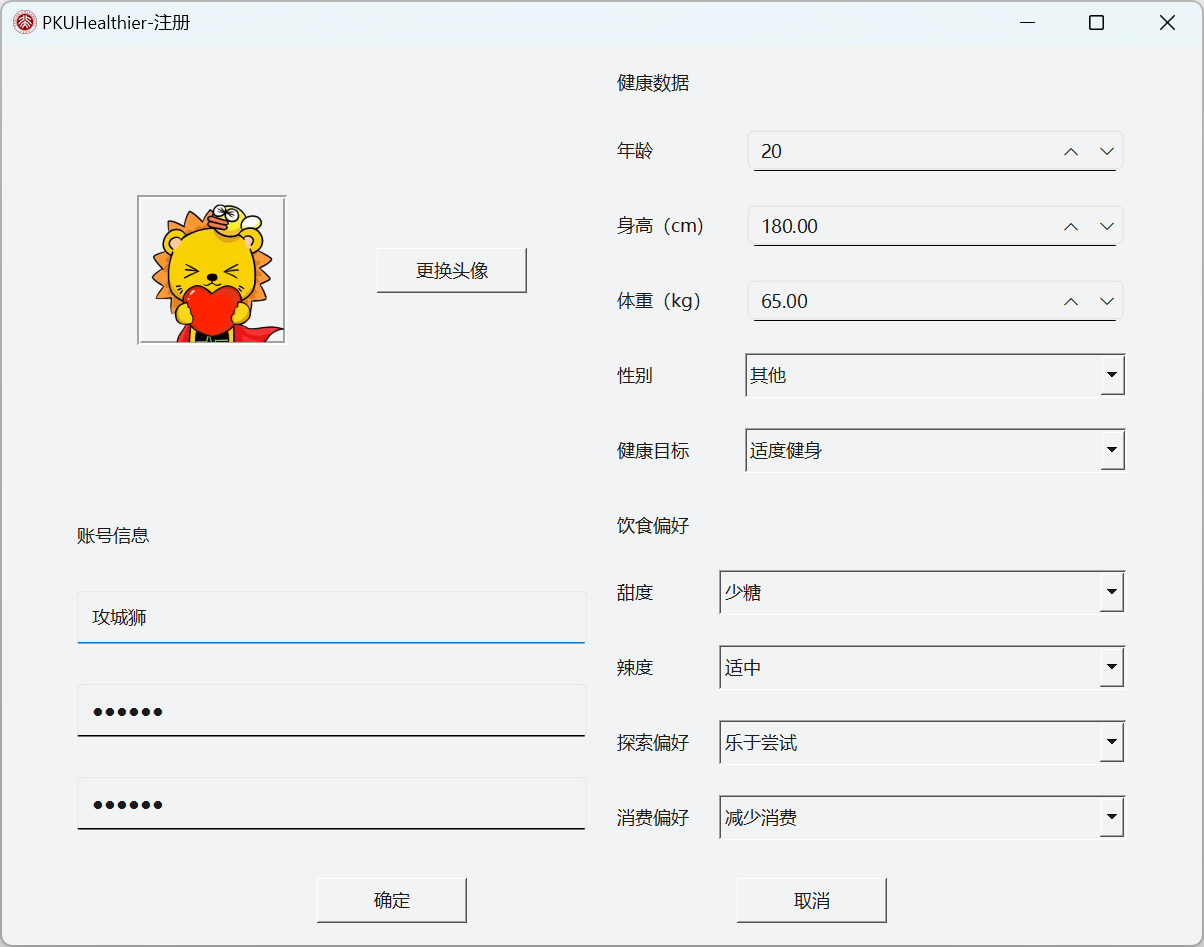 PKUHealthier-注册
更换头像
账号信息
攻城狮
●●●●●●
●●●●●●
健康数据
年龄 20
身高（cm） 180.00
体重（kg） 65.00
性别 其他
健康目标 适度健身
饮食偏好
甜度 少糖
辣度 适中
探索偏好 乐于尝试
消费偏好 减少消费
确定 取消